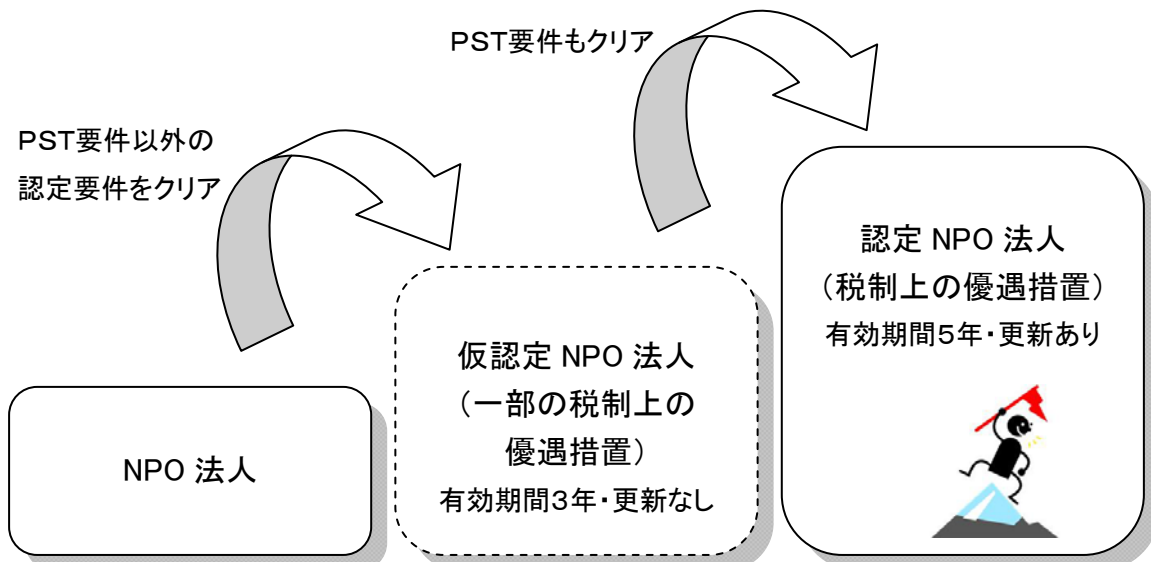 PST要件もクリア
PST要件以外の
認定要件をクリア
認定 NPO 法人
（税制上の優遇措置）
有効期間5年・更新あり
仮認定 NPO 法人
（一部の税制上の
優遇措置）
有効期間3年・更新なし
NPO 法人